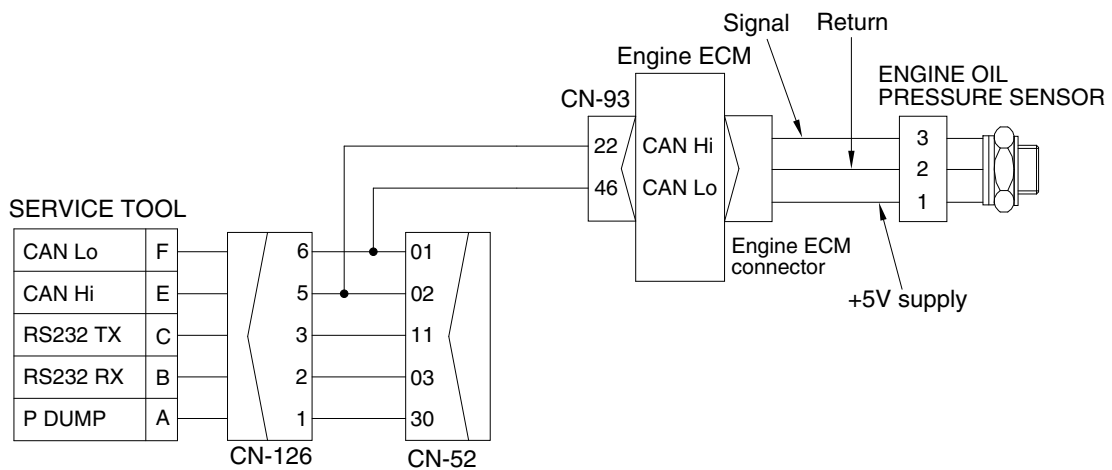 Signal Return
Engine ECM
ENGINE OIL
PRESSURE SENSOR
CN-93
22 CAN Hi 3
46 CAN Lo 2
1
Engine ECM
connector
+5V supply
SERVICE TOOL
CAN Lo F 6 01
CAN Hi E 5 02
RS232 TX C 3 11
RS232 RX B 2 03
P DUMP A 1 30
CN-126 CN-52